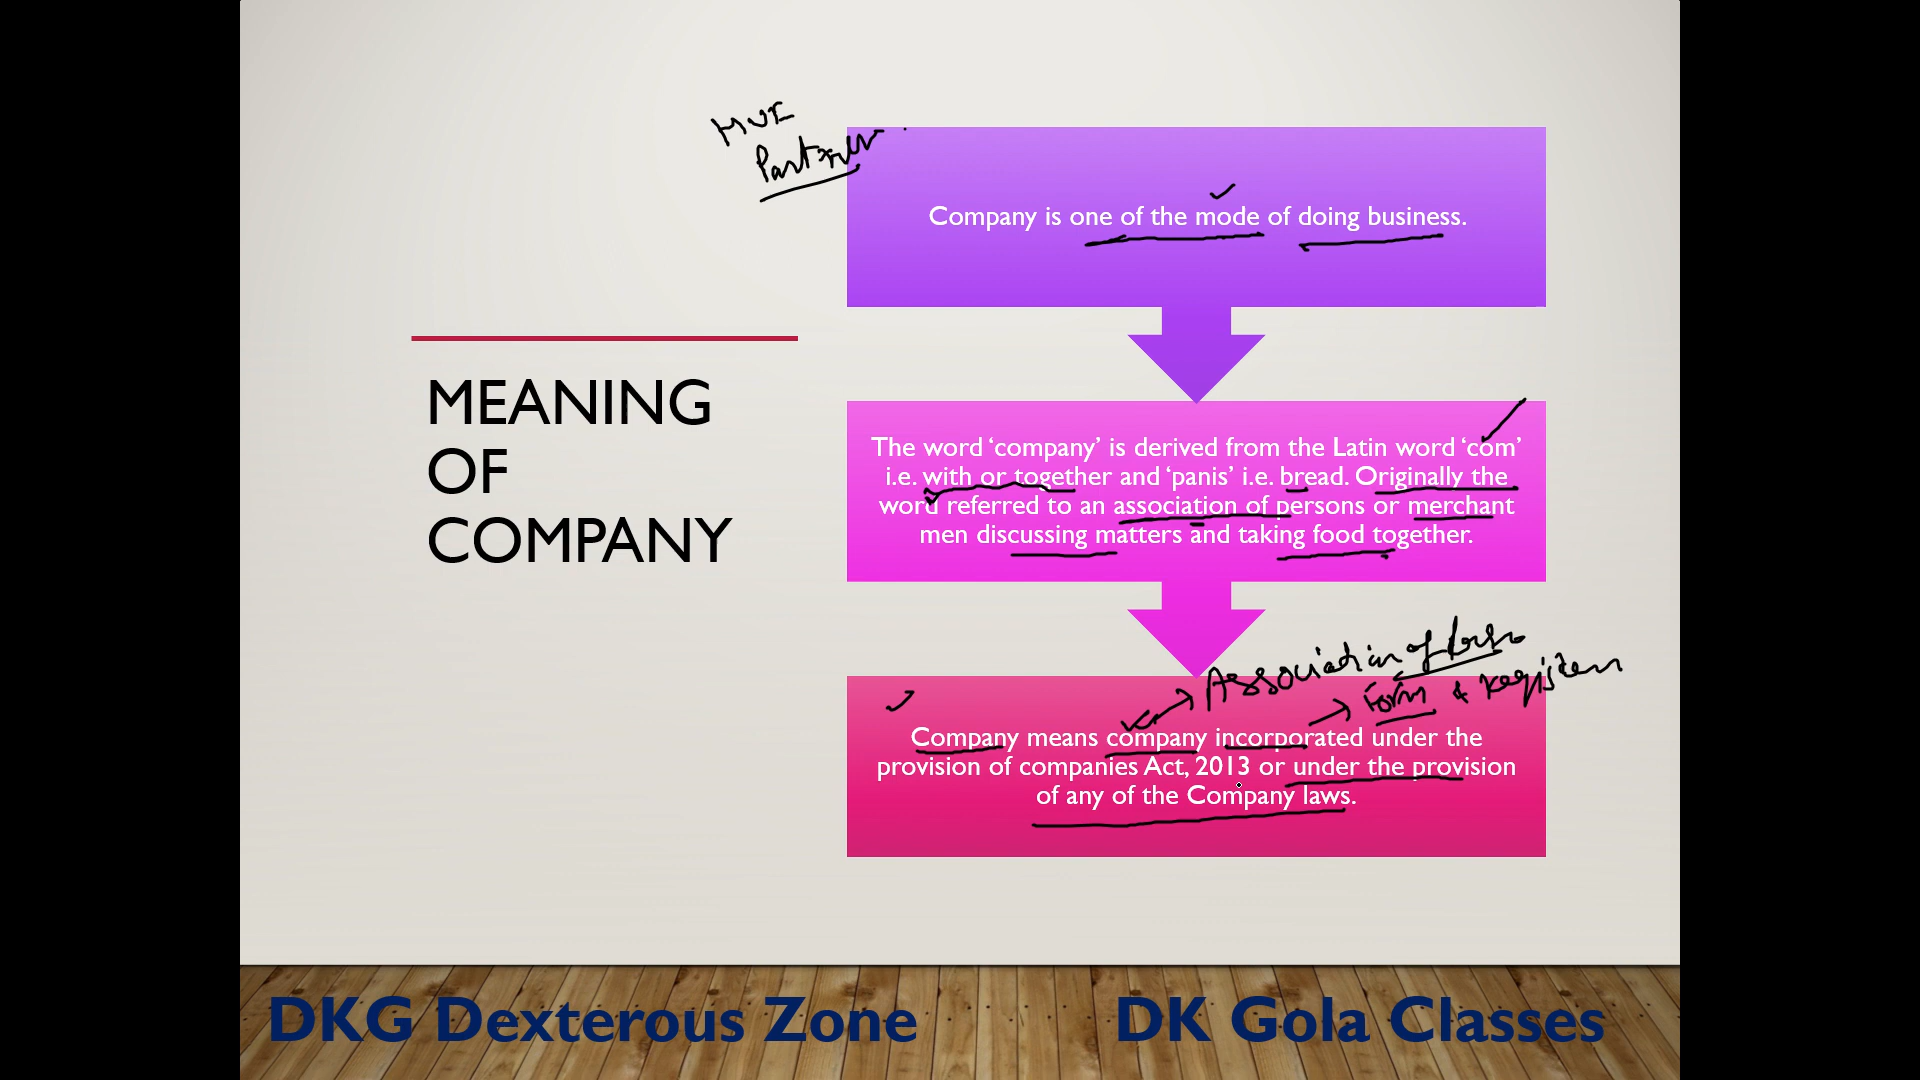 MEANING
OF
COMPANY
Company is one of the mode of doing business.
The word ‘company’ is derived from the Latin word ‘com’
i.e. with or together and ‘panis’ i.e. bread. Originally the
word referred to an association of persons or merchant
men discussing matters and taking food together.
Association of
Form &
Company means company incorporated under the
provision of companies Act, 2013 or under the provision
of any of the Company laws.
DKG Dexterous Zone
DK Gola Classes